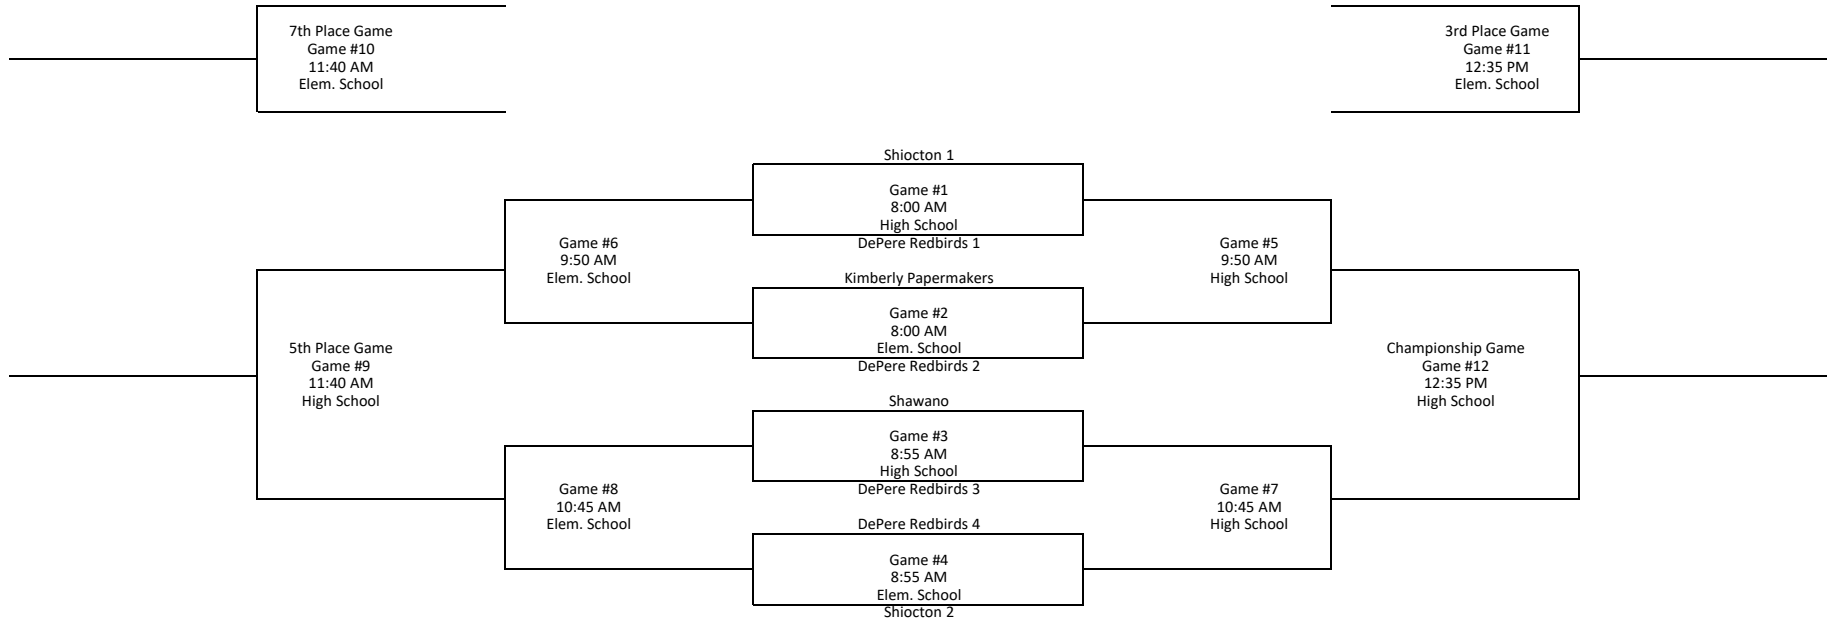 7th Place Game
Game #10
11:40 AM
Elem. School
3rd Place Game
Game #11
12:35 PM
Elem. School
Shiocton 1
Game #1
8:00 AM
High School
DePere Redbirds 1
Game #6
9:50 AM
Elem. School
Game #5
9:50 AM
High School
Kimberly Papermakers
Game #2
8:00 AM
Elem. School
DePere Redbirds 2
5th Place Game
Game #9
11:40 AM
High School
Championship Game
Game #12
12:35 PM
High School
Shawano
Game #3
8:55 AM
High School
DePere Redbirds 3
Game #8
10:45 AM
Elem. School
Game #7
10:45 AM
High School
DePere Redbirds 4
Game #4
8:55 AM
Elem. School
Shiocton 2